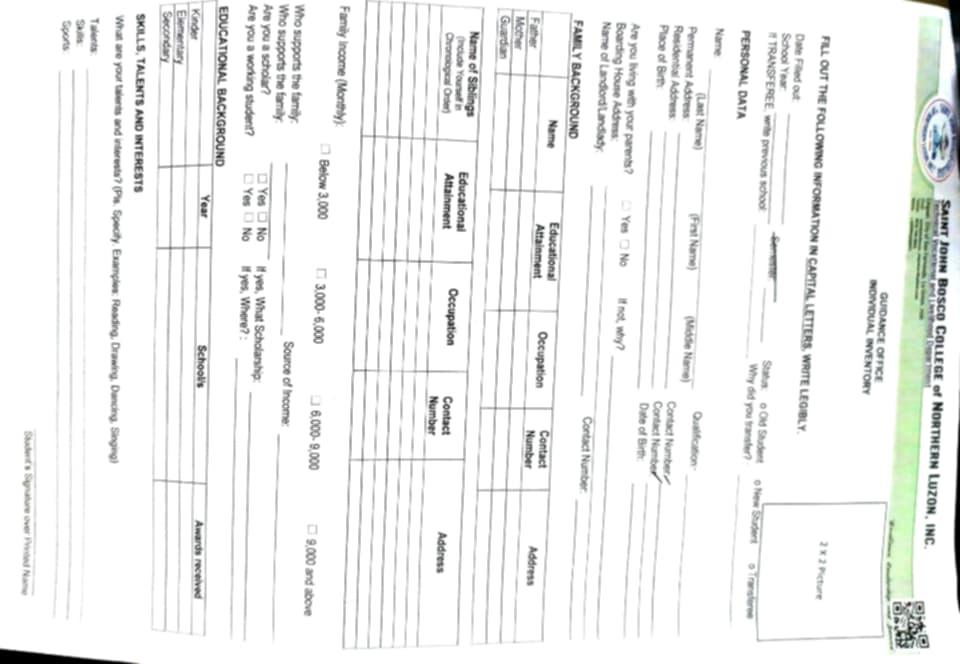 SAINT JOHN BOSCO COLLEGE OF NORTHERN LUZON, INC.
Technical Vocational and Livelihood Department
GUIDANCE OFFICE
INDIVIDUAL INVENTORY
2 X 2 Picture
FILL OUT THE FOLLOWING INFORMATION IN CAPITAL LETTERS, WRITE LEGIBLY.
Date Filled out:
School Year: Semester: Status: o Old Student o New Student o Transferee
If TRANSFEREE, write previous school: Why did you transfer?:
PERSONAL DATA
Name:
(Last Name) (First Name) (Middle Name) Qualification:
Permanent Address: Contact Number
Residential Address: Contact Number
Place of Birth: Date of Birth:
Are you living with your parents? ☐ Yes ☐ No If not, why?
Boarding House Address:
Name of Landlord/Landlady: Contact Number:
FAMILY BACKGROUND
Name Educational Attainment Occupation Contact Number Address
Father
Mother
Guardian
Name of Siblings (Include Yourself in Chronological Order) Educational Attainment Occupation Contact Number Address
Family Income (Monthly):
☐ Below 3,000 ☐ 3,000- 6,000 ☐ 6,000- 9,000 ☐ 9,000 and above
Who supports the family: Source of Income:
Who supports the family:
Are you a scholar? ☐ Yes ☐ No If yes, What Scholarship:
Are you a working student? ☐ Yes ☐ No If yes, Where? :
EDUCATIONAL BACKGROUND
Year School/s Awards received
Kinder
Elementary
Secondary
SKILLS, TALENTS AND INTERESTS
What are your talents and interests? (Pls. Specify. Examples: Reading, Drawing, Dancing, Singing)
Talents:
Skills:
Sports:
Student's Signature over Printed Name